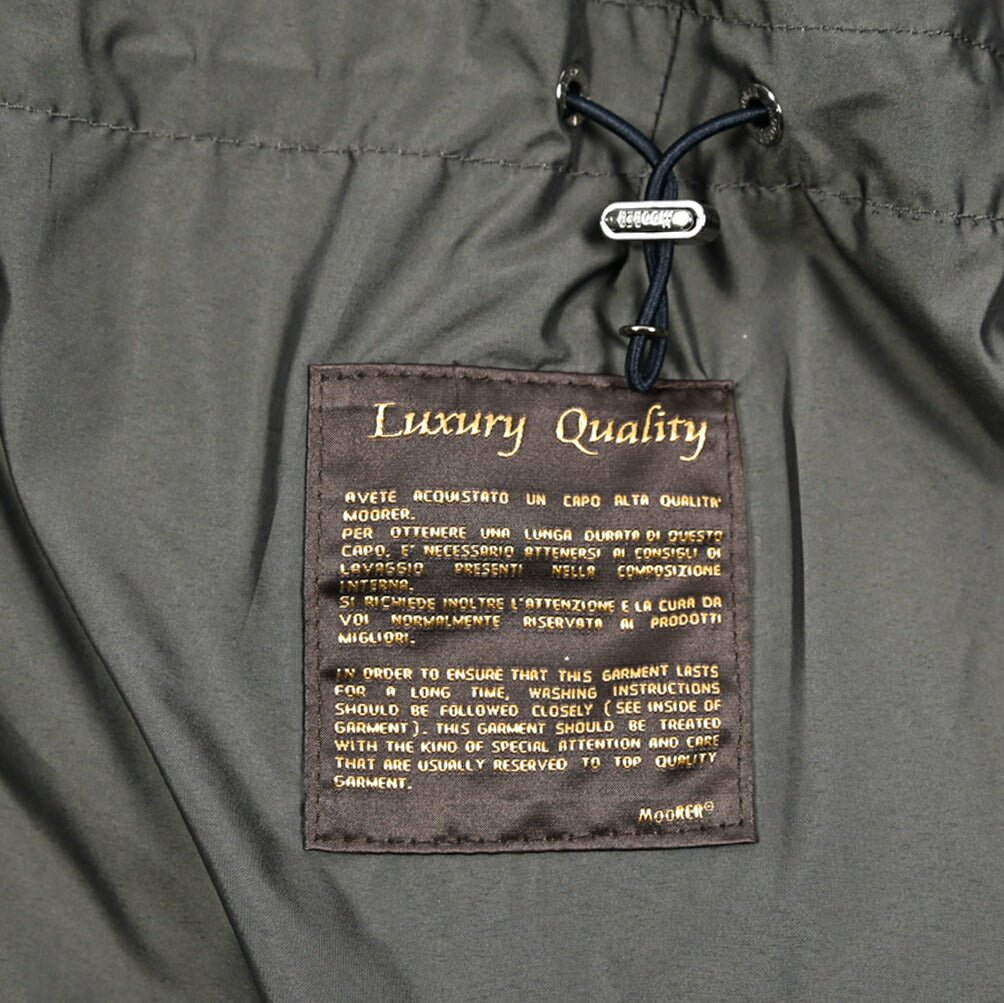 Luxury Quality
AVETE ACQUISTATO UN CAPO ALTA QUALITA'
MOORER.
PER OTTENERE UNA LUNGA DURATA DI QUESTO
CAPO, E' NECESSARIO ATTENERSI AI CONSIGLI DI
LAVAGGIO PRESENTI NELLA COMPOSIZIONE
INTERNA.
SI RICHIEDE INOLTRE L'ATTENZIONE E LA CURA DA
VOI NORMALMENTE RISERVATA AI PRODOTTI
MIGLIORI.
IN ORDER TO ENSURE THAT THIS GARMENT LASTS
FOR A LONG TIME, WASHING INSTRUCTIONS
SHOULD BE FOLLOWED CLOSELY ( SEE INSIDE OF
GARMENT ). THIS GARMENT SHOULD BE TREATED
WITH THE KIND OF SPECIAL ATTENTION AND CARE
THAT ARE USUALLY RESERVED TO TOP QUALITY
GARMENT.
MOORER®